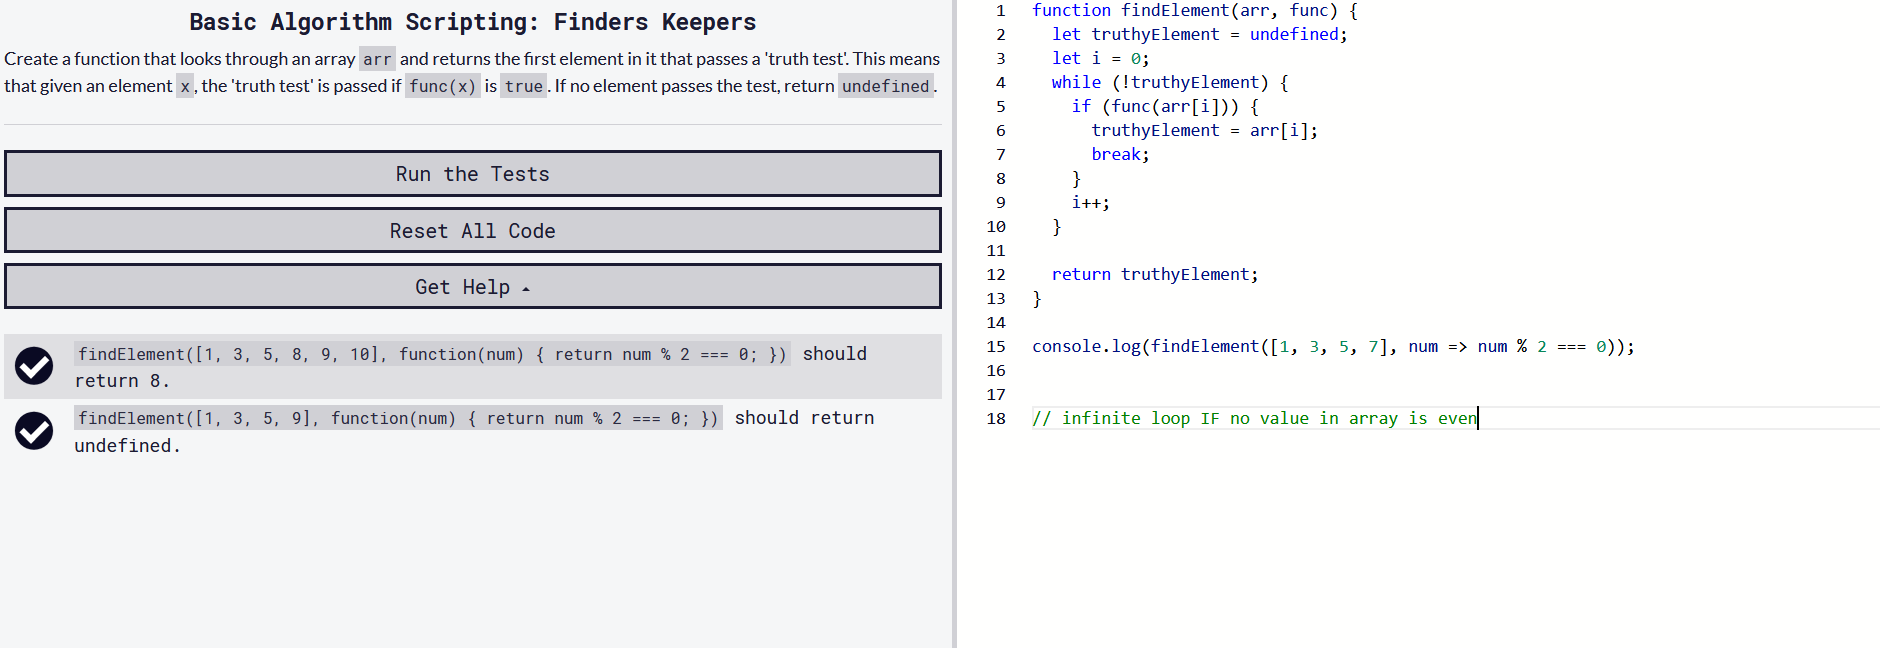 Basic Algorithm Scripting: Finders Keepers
Create a function that looks through an array arr and returns the first element in it that passes a 'truth test'. This means
that given an element x, the 'truth test' is passed if func(x) is true. If no element passes the test, return undefined.
Run the Tests
Reset All Code
Get Help
findElement([1, 3, 5, 8, 9, 10], function(num) { return num % 2 === 0; }) should
return 8.
findElement([1, 3, 5, 9], function(num) { return num % 2 === 0; }) should return
undefined.
1 function findElement(arr, func) {
2   let truthyElement = undefined;
3   let i = 0;
4   while (!truthyElement) {
5     if (func(arr[i])) {
6       truthyElement = arr[i];
7       break;
8     }
9     i++;
10   }
11
12   return truthyElement;
13 }
14
15 console.log(findElement([1, 3, 5, 7], num => num % 2 === 0));
16
17
18 // infinite loop IF no value in array is even